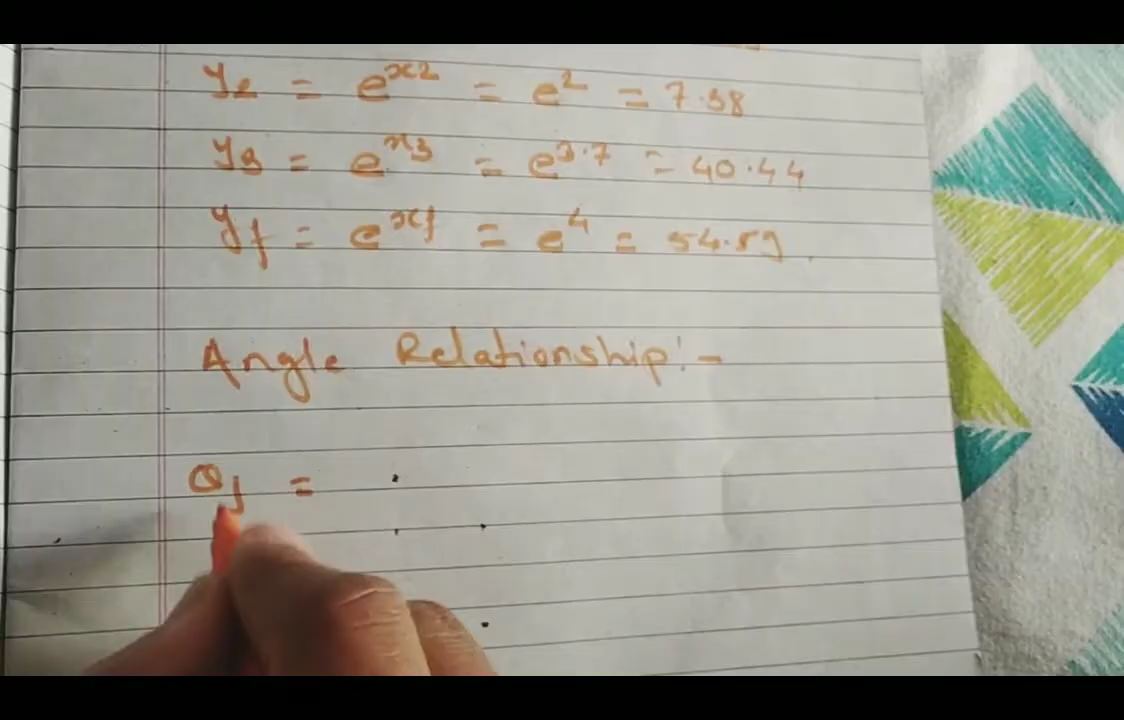 y2 = e^x2 = e^2 = 7.38
y3 = e^x3 = e^3.7 = 40.44
yf = e^xf = e^4 = 54.59
Angle Relationship:-
θj =